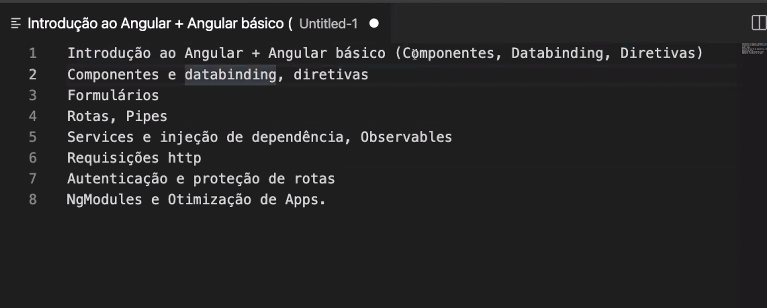 Introdução ao Angular + Angular básico ( Untitled-1
1 Introdução ao Angular + Angular básico (Componentes, Databinding, Diretivas)
2 Componentes e databinding, diretivas
3 Formulários
4 Rotas, Pipes
5 Services e injeção de dependência, Observables
6 Requisições http
7 Autenticação e proteção de rotas
8 NgModules e Otimização de Apps.